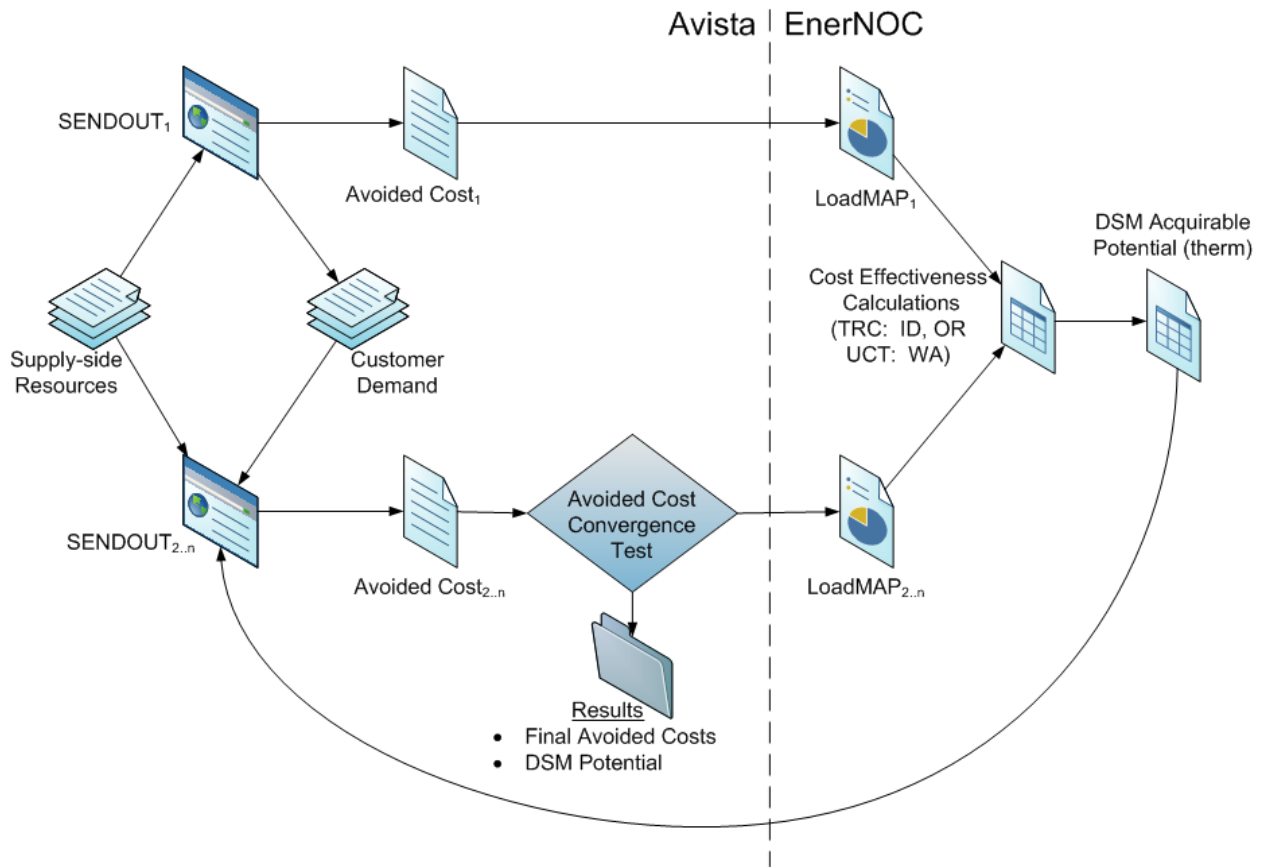 Avista
EnerNOC
SENDOUT₁
Avoided Cost₁
LoadMAP₁
DSM Acquirable
Potential (therm)
Cost Effectiveness
Calculations
(TRC: ID, OR
UCT: WA)
Supply-side
Resources
Customer
Demand
SENDOUT₂..ₙ
Avoided Cost₂..ₙ
Avoided Cost
Convergence
Test
LoadMAP₂..ₙ
Results
• Final Avoided Costs
• DSM Potential